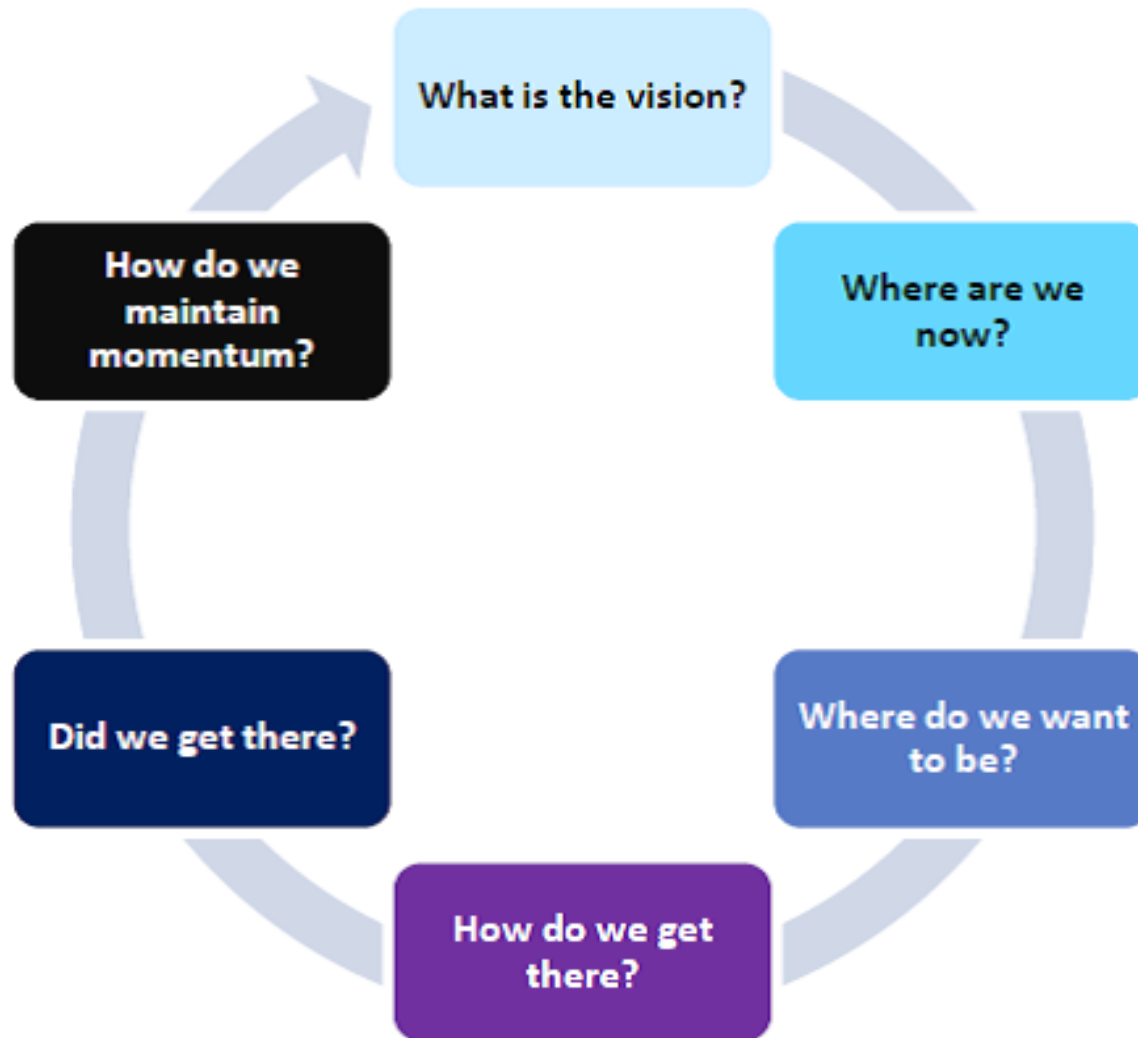 What is the vision?
Where are we
now?
Where do we want
to be?
How do we get
there?
Did we get there?
How do we
maintain
momentum?